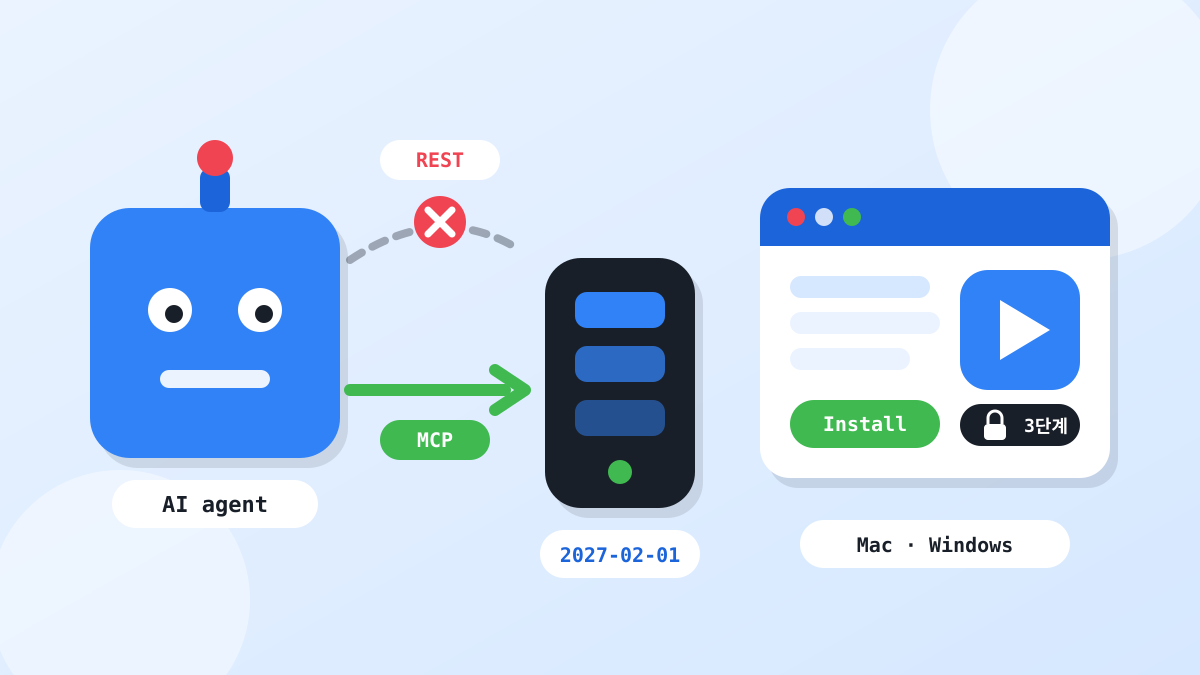 REST
MCP
AI agent
2027-02-01
Install
3단계
Mac · Windows